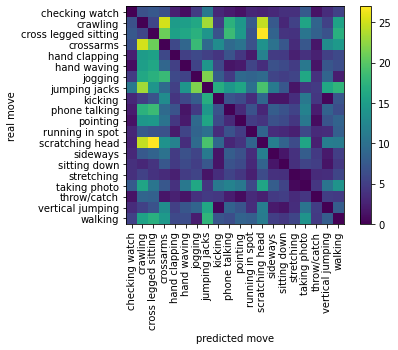 checking watch
crawling
cross legged sitting
crossarms
hand clapping
hand waving
jogging
jumping jacks
kicking
phone talking
pointing
running in spot
scratching head
sideways
sitting down
stretching
taking photo
throw/catch
vertical jumping
walking
real move
checking watch
crawling
cross legged sitting
crossarms
hand clapping
hand waving
jogging
jumping jacks
kicking
phone talking
pointing
running in spot
scratching head
sideways
sitting down
stretching
taking photo
throw/catch
vertical jumping
walking
predicted move
25
20
15
10
5
0